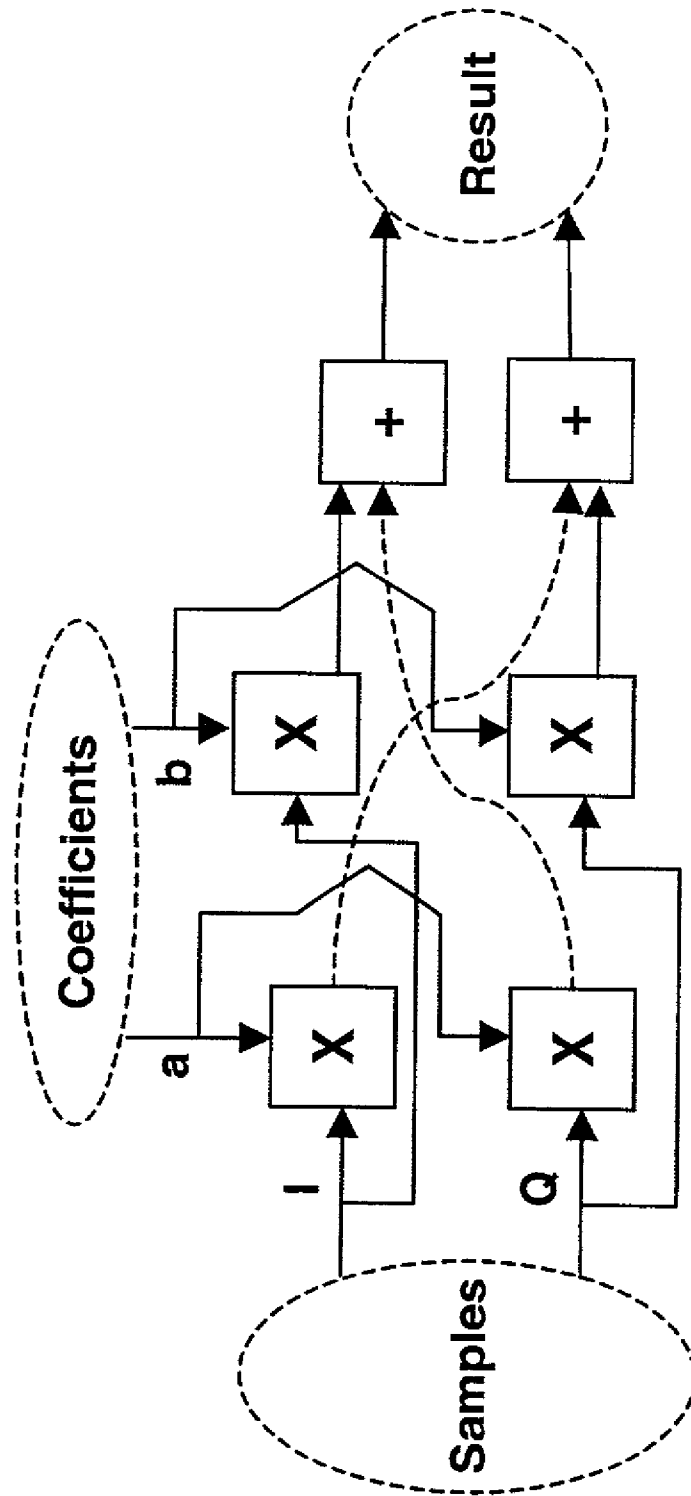 Coefficients
a
b
I
X
X
+
Samples
Result
Q
X
X
+